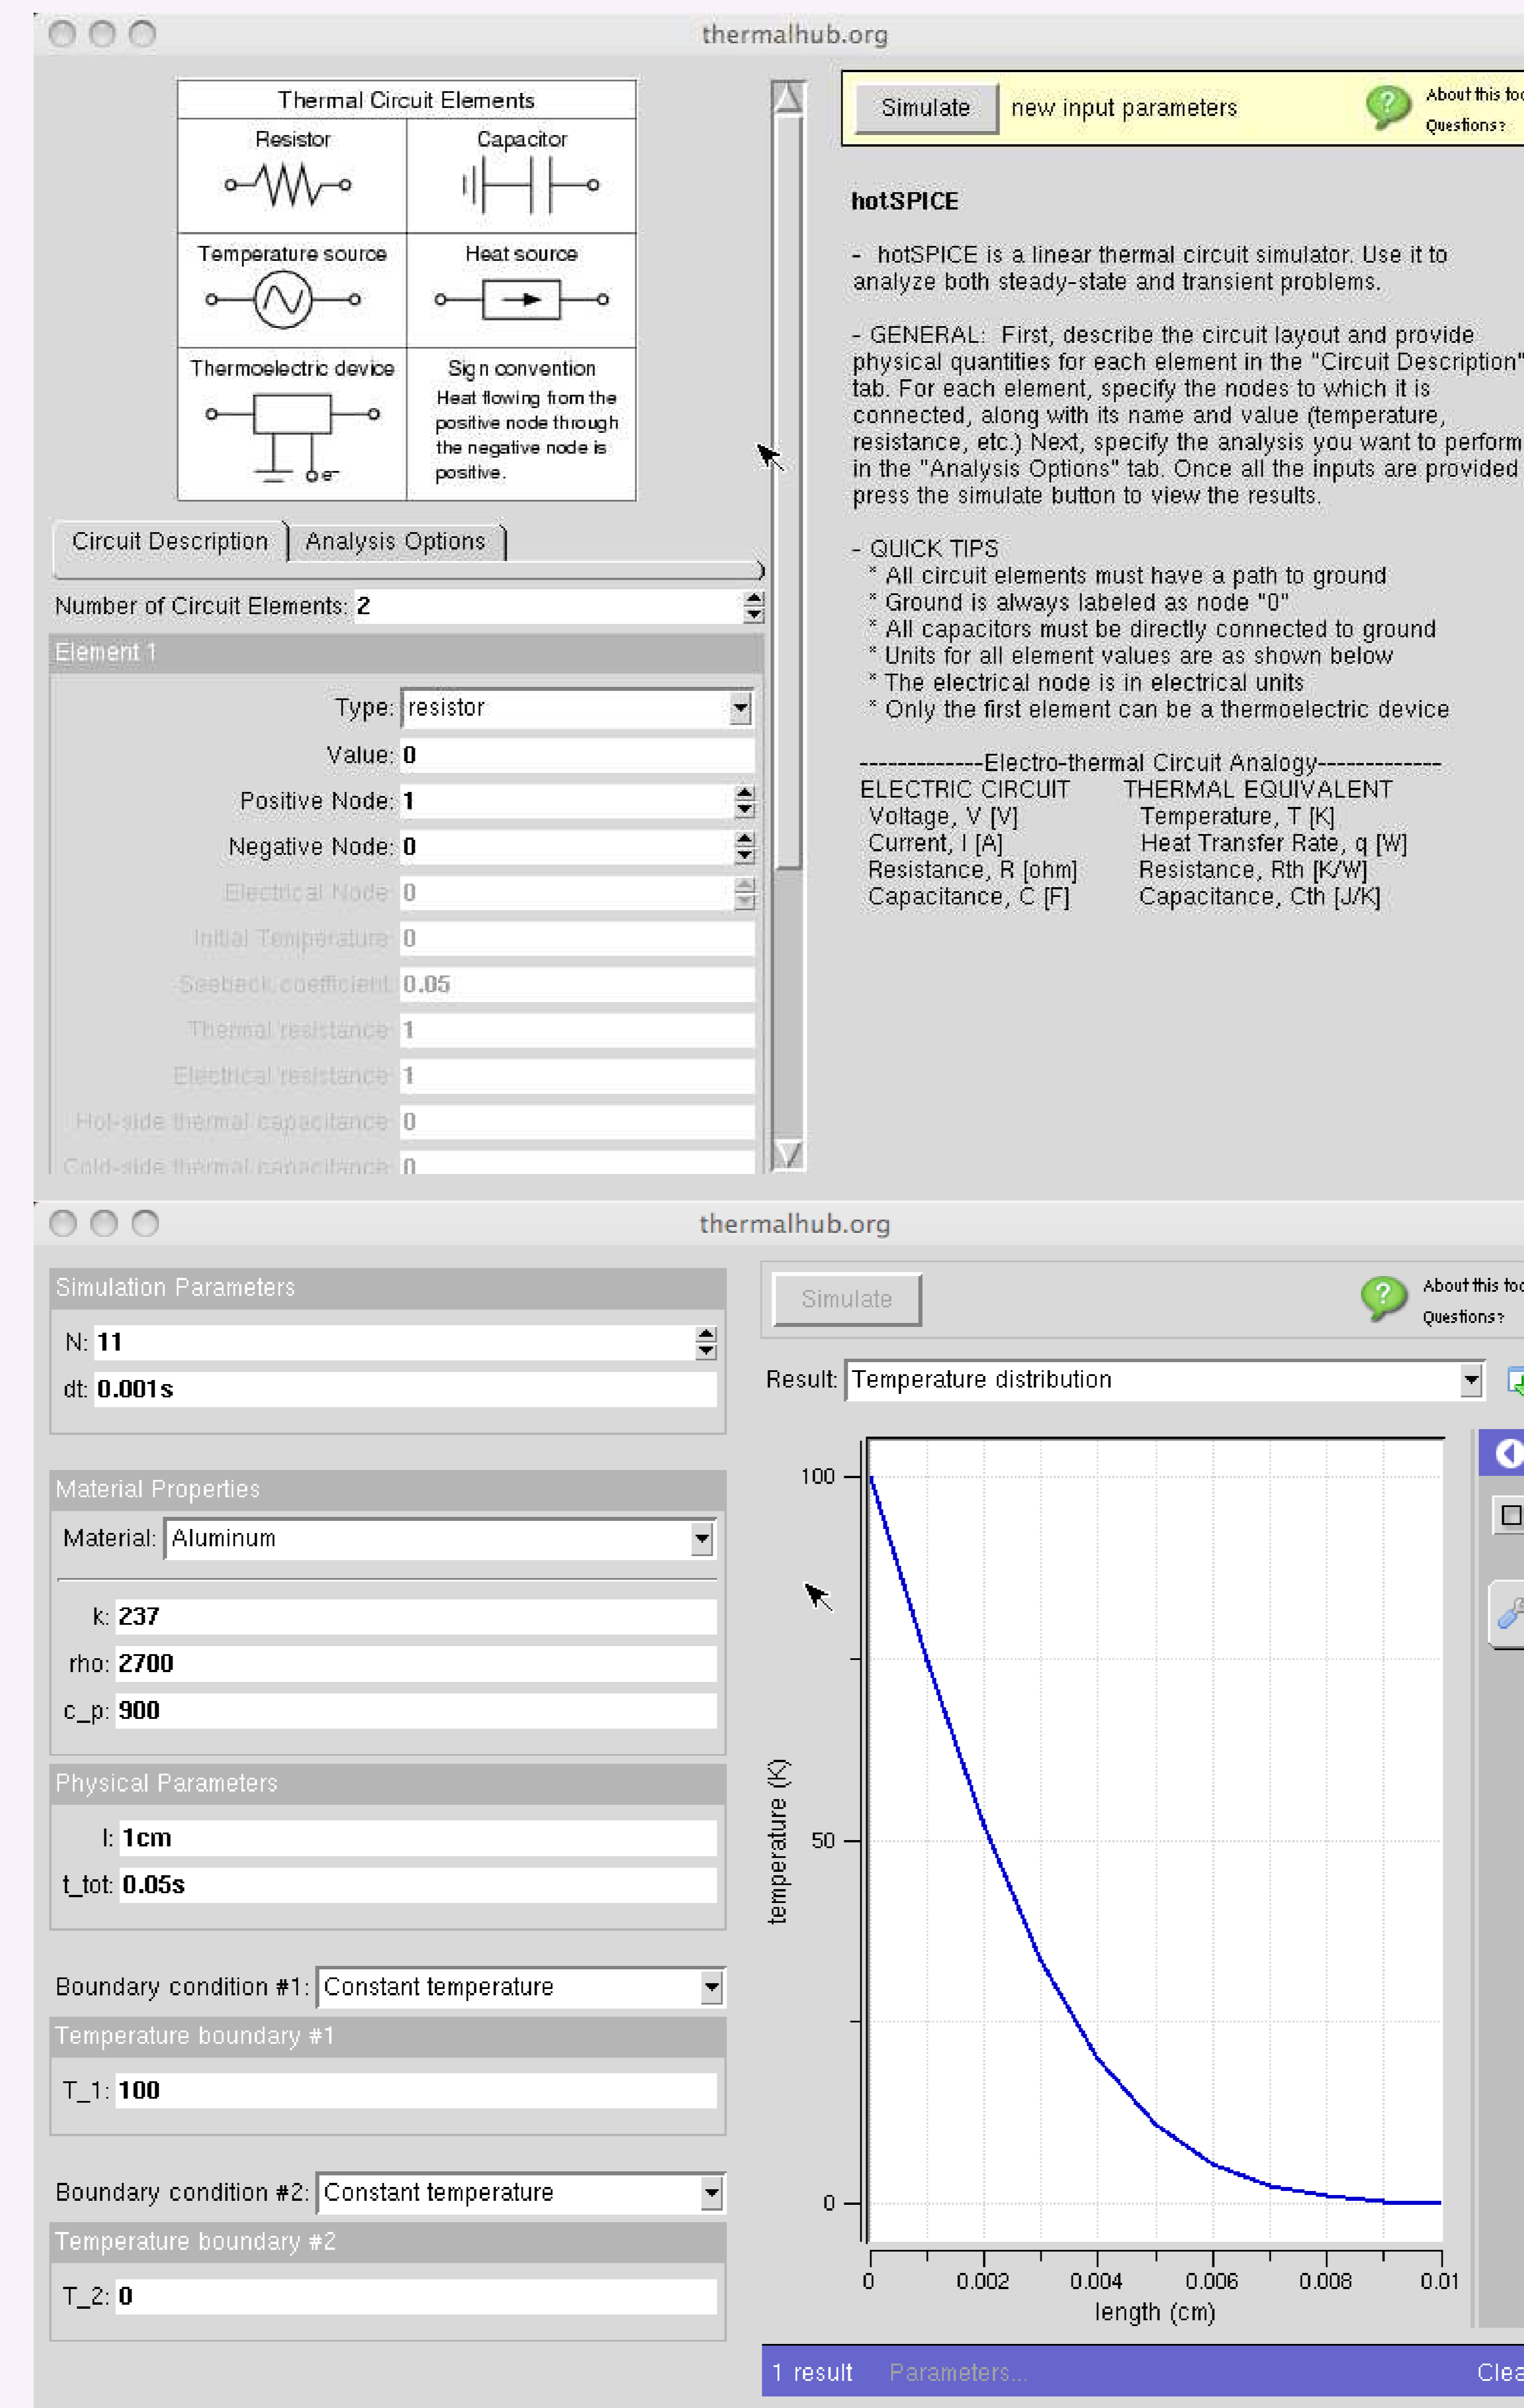 thermalhub.org
Thermal Circuit Elements
Resistor
Capacitor
Temperature source
Heat source
Thermoelectric device
e-
Sign convention
Heat flowing from the
positive node through
the negative node is
positive.
Circuit Description
Analysis Options
Number of Circuit Elements: 2
Element 1
Type: resistor
Value: 0
Positive Node: 1
Negative Node: 0
Electrical Node: 0
Initial Temperature: 0
Seebeck coefficient: 0.05
Thermal resistance: 1
Electrical resistance: 1
Hot-side thermal capacitance: 0
Cold-side thermal capacitance: 0
Simulate new input parameters
About this
Questions?
hotSPICE
- hotSPICE is a linear thermal circuit simulator. Use it to
analyze both steady-state and transient problems.
- GENERAL: First, describe the circuit layout and provide
physical quantities for each element in the "Circuit Description"
tab. For each element, specify the nodes to which it is
connected, along with its name and value (temperature,
resistance, etc.) Next, specify the analysis you want to perform
in the "Analysis Options" tab. Once all the inputs are provided
press the simulate button to view the results.
- QUICK TIPS
* All circuit elements must have a path to ground
* Ground is always labeled as node "0"
* All capacitors must be directly connected to ground
* Units for all element values are as shown below
* The electrical node is in electrical units
* Only the first element can be a thermoelectric device
-------------Electro-thermal Circuit Analogy-------------
ELECTRIC CIRCUIT THERMAL EQUIVALENT
Voltage, V [V] Temperature, T [K]
Current, I [A] Heat Transfer Rate, q [W]
Resistance, R [ohm] Resistance, Rth [K/W]
Capacitance, C [F] Capacitance, Cth [J/K]
thermalhub.org
Simulation Parameters
N: 11
dt: 0.001s
Material Properties
Material: Aluminum
k: 237
rho: 2700
c_p: 900
Physical Parameters
l: 1cm
t_tot: 0.05s
Boundary condition #1: Constant temperature
Temperature boundary #1
T_1: 100
Boundary condition #2: Constant temperature
Temperature boundary #2
T_2: 0
Simulate
About this
Questions?
Result: Temperature distribution
100
50
0
temperature (K)
0 0.002 0.004 0.006 0.008 0.01
length (cm)
1 result Parameters...